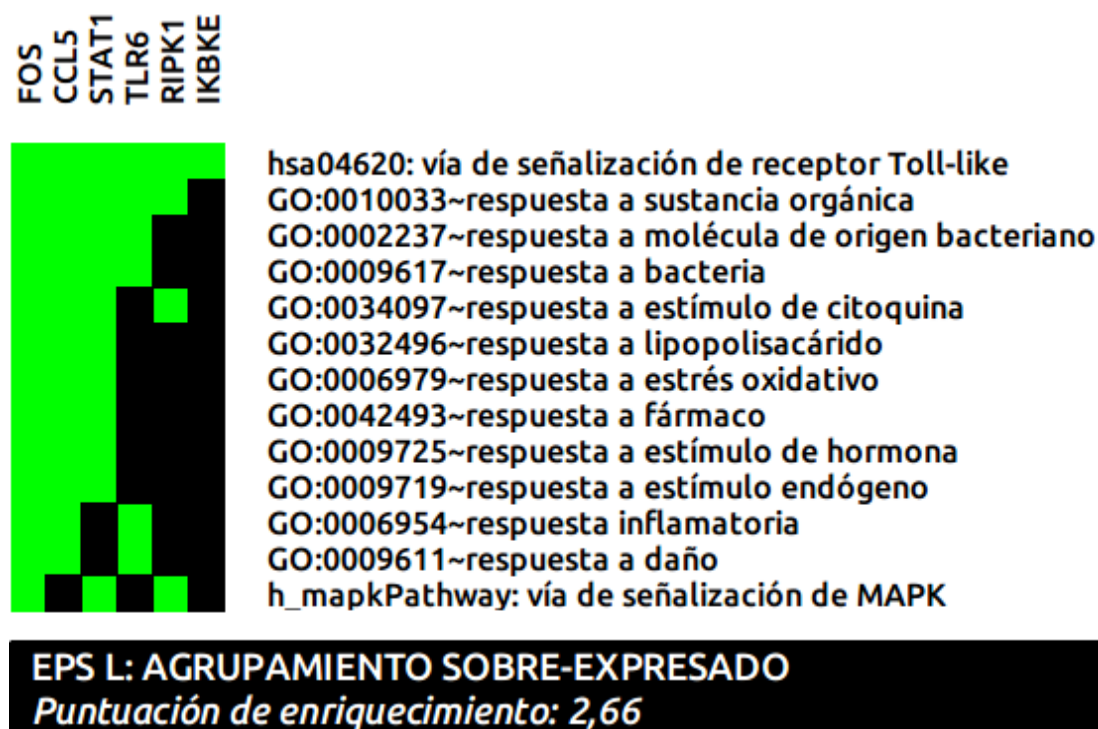 FOS
CCL5
STAT1
TLR6
RIPK1
IKBKE
hsa04620: vía de señalización de receptor Toll-like
GO:0010033~respuesta a sustancia orgánica
GO:0002237~respuesta a molécula de origen bacteriano
GO:0009617~respuesta a bacteria
GO:0034097~respuesta a estímulo de citoquina
GO:0032496~respuesta a lipopolisacárido
GO:0006979~respuesta a estrés oxidativo
GO:0042493~respuesta a fármaco
GO:0009725~respuesta a estímulo de hormona
GO:0009719~respuesta a estímulo endógeno
GO:0006954~respuesta inflamatoria
GO:0009611~respuesta a daño
h_mapkPathway: vía de señalización de MAPK
EPS L: AGRUPAMIENTO SOBRE-EXPRESADO
Puntuación de enriquecimiento: 2,66